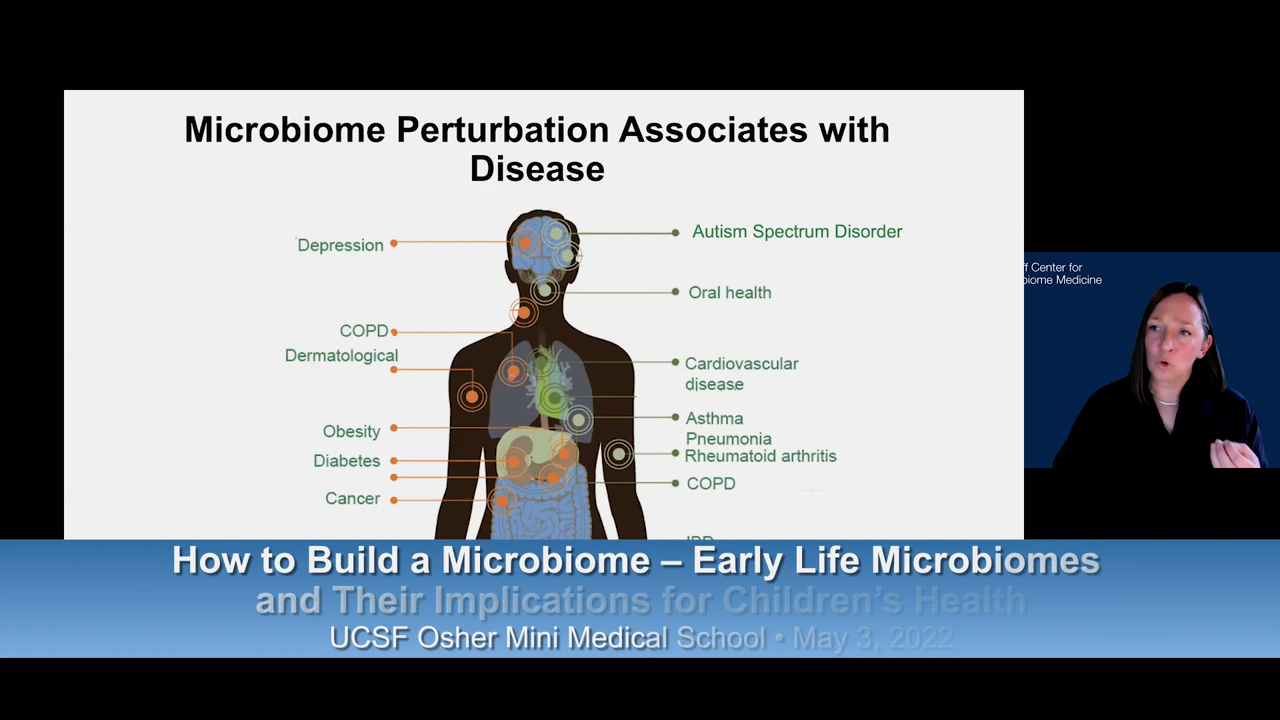 Microbiome Perturbation Associates with
Disease
Depression
Autism Spectrum Disorder
Oral health
COPD
Dermatological
Cardiovascular
disease
Obesity
Asthma
Pneumonia
Rheumatoid arthritis
Diabetes
COPD
Cancer
ff Center for
biome Medicine
How to Build a Microbiome – Early Life Microbiomes
and Their Implications for Children's Health
UCSF Osher Mini Medical School • May 3, 2022